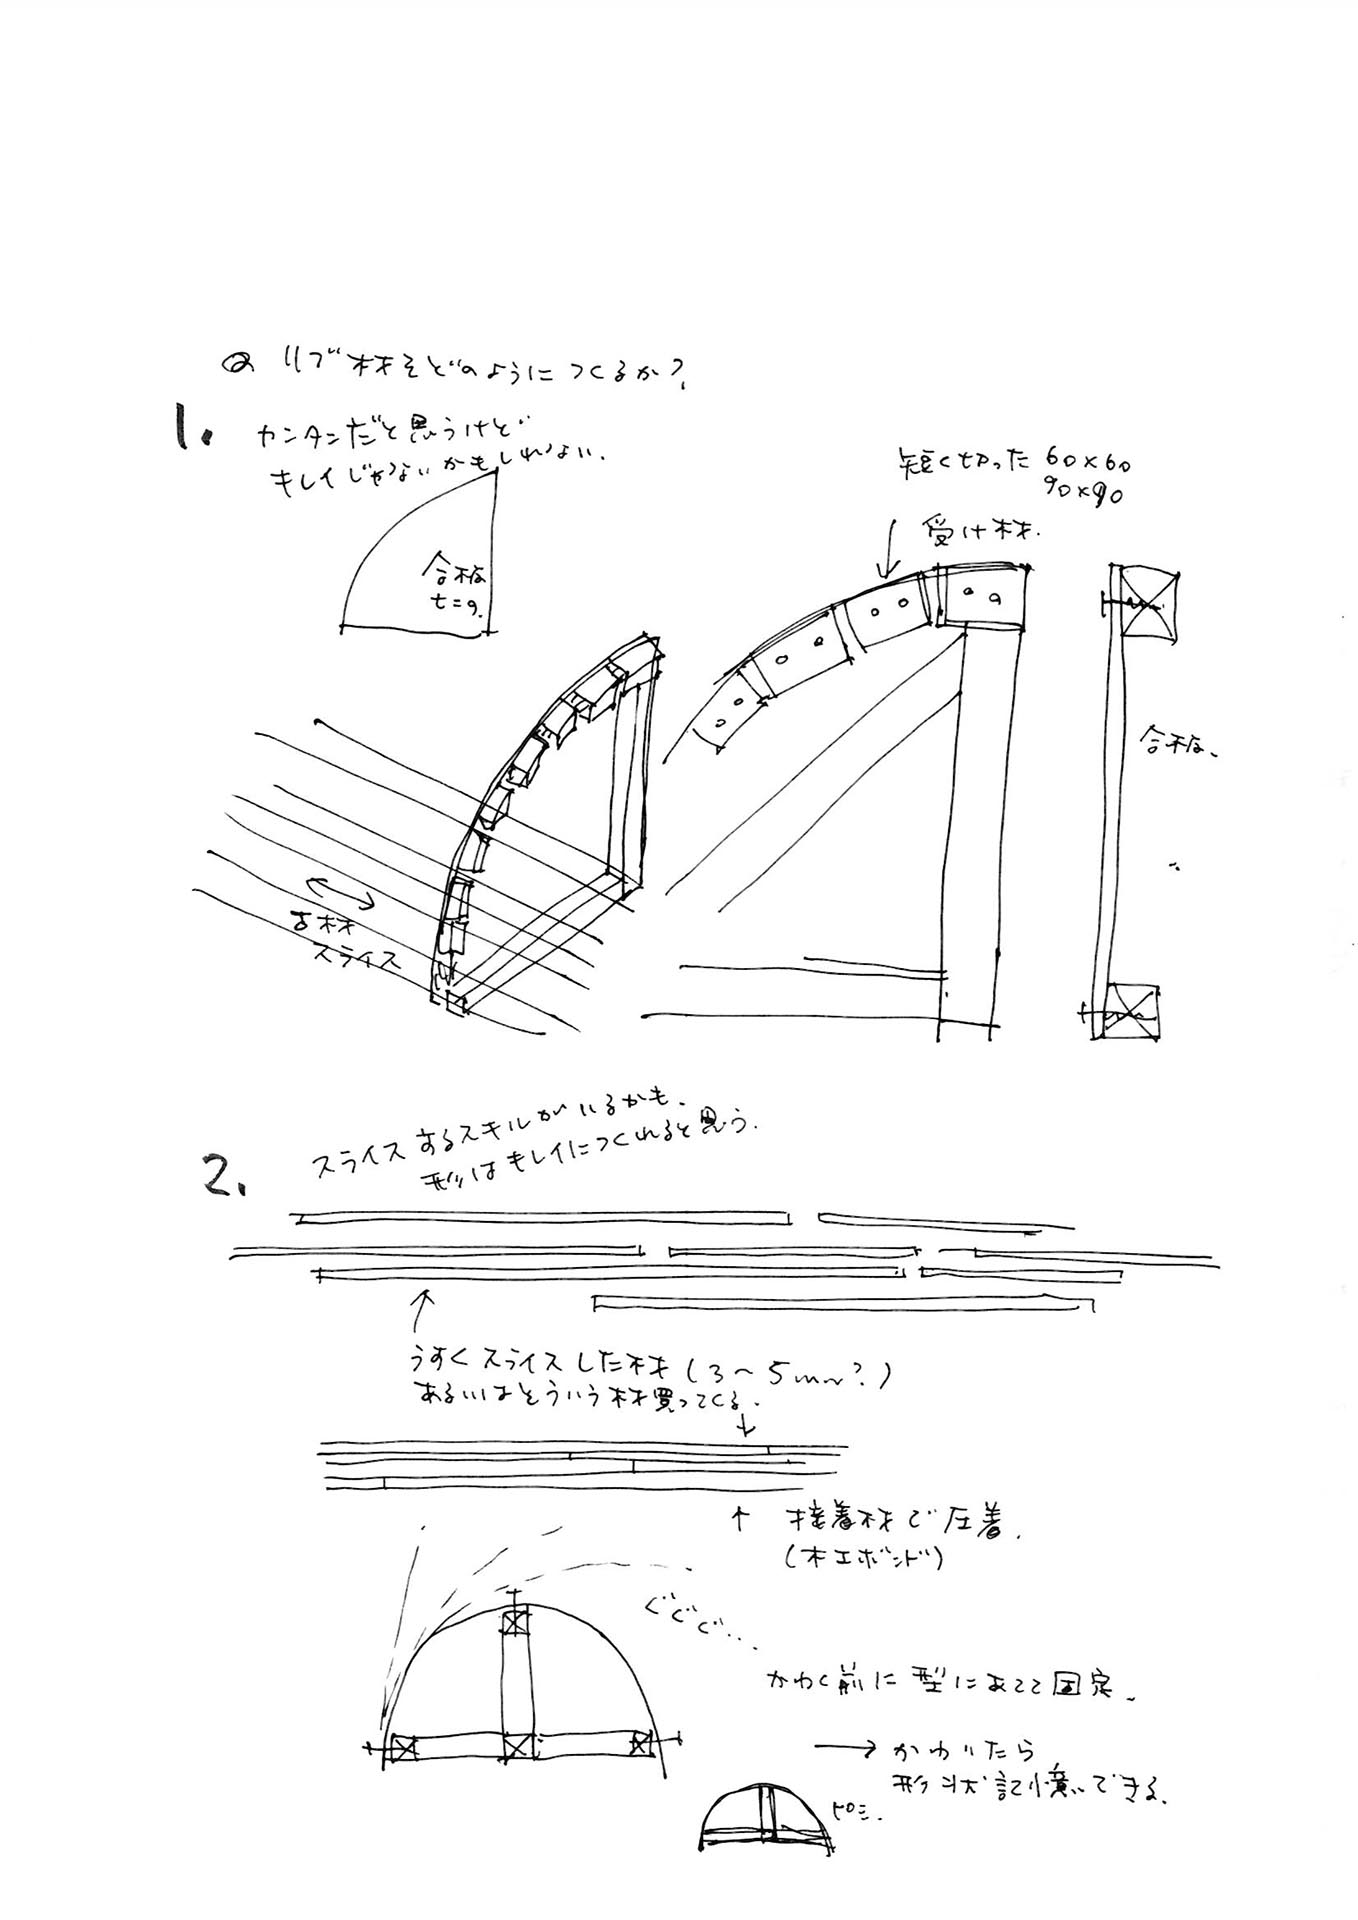 Q リブ材をどのようにつくるか?
1. カンタンだと思うけど
キレイじゃないかもしれない.
合板
t=9.
短く切った 60×60
90×90
受け材.
合板.
古材
スライス
2. スライスするスキルがいるかも.
形はキレイにつくれると思う.
うすくスライスした材 (3~5mm?)
あるいはそういう材買ってくる.
接着材で圧着.
(木工ボンド)
ぐぐぐ...
かわく前に型にあてて固定.
→ かわいたら
形状記憶できる.
ピシ.